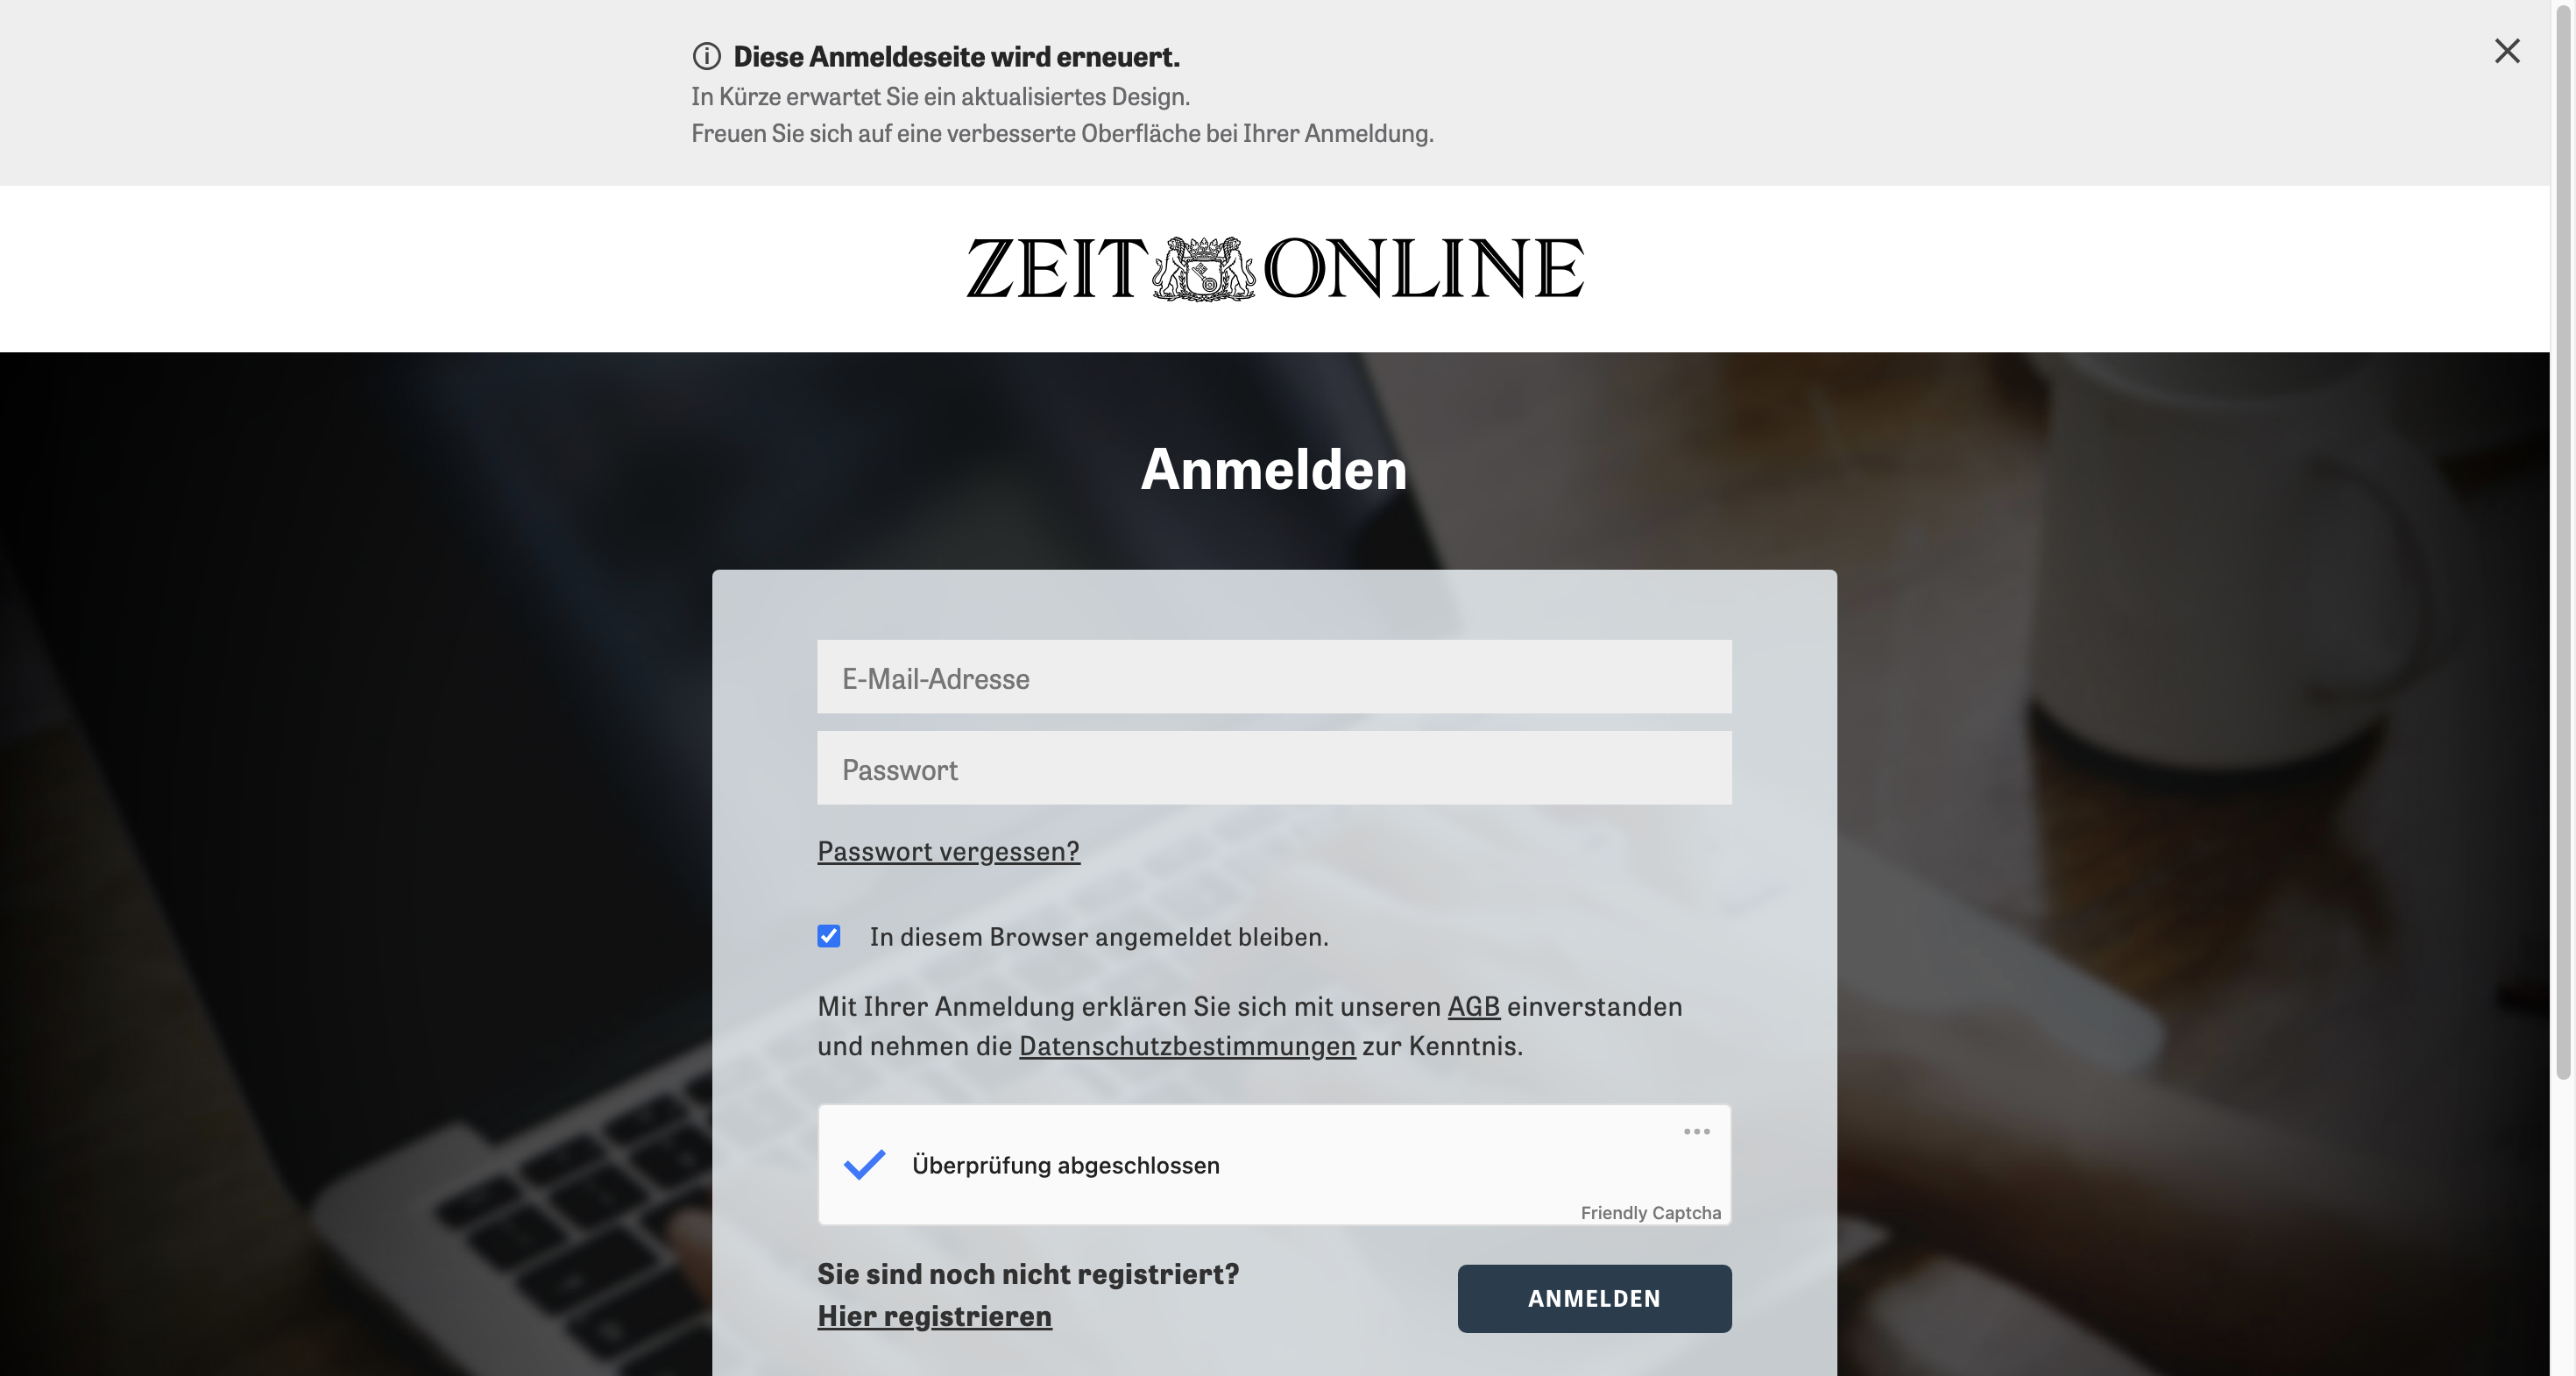 Diese Anmeldeseite wird erneuert.
In Kürze erwartet Sie ein aktualisiertes Design.
Freuen Sie sich auf eine verbesserte Oberfläche bei Ihrer Anmeldung.
ZEIT ONLINE
Anmelden
E-Mail-Adresse
Passwort
Passwort vergessen?
In diesem Browser angemeldet bleiben.
Mit Ihrer Anmeldung erklären Sie sich mit unseren AGB einverstanden
und nehmen die Datenschutzbestimmungen zur Kenntnis.
Überprüfung abgeschlossen
Friendly Captcha
Sie sind noch nicht registriert?
Hier registrieren
ANMELDEN